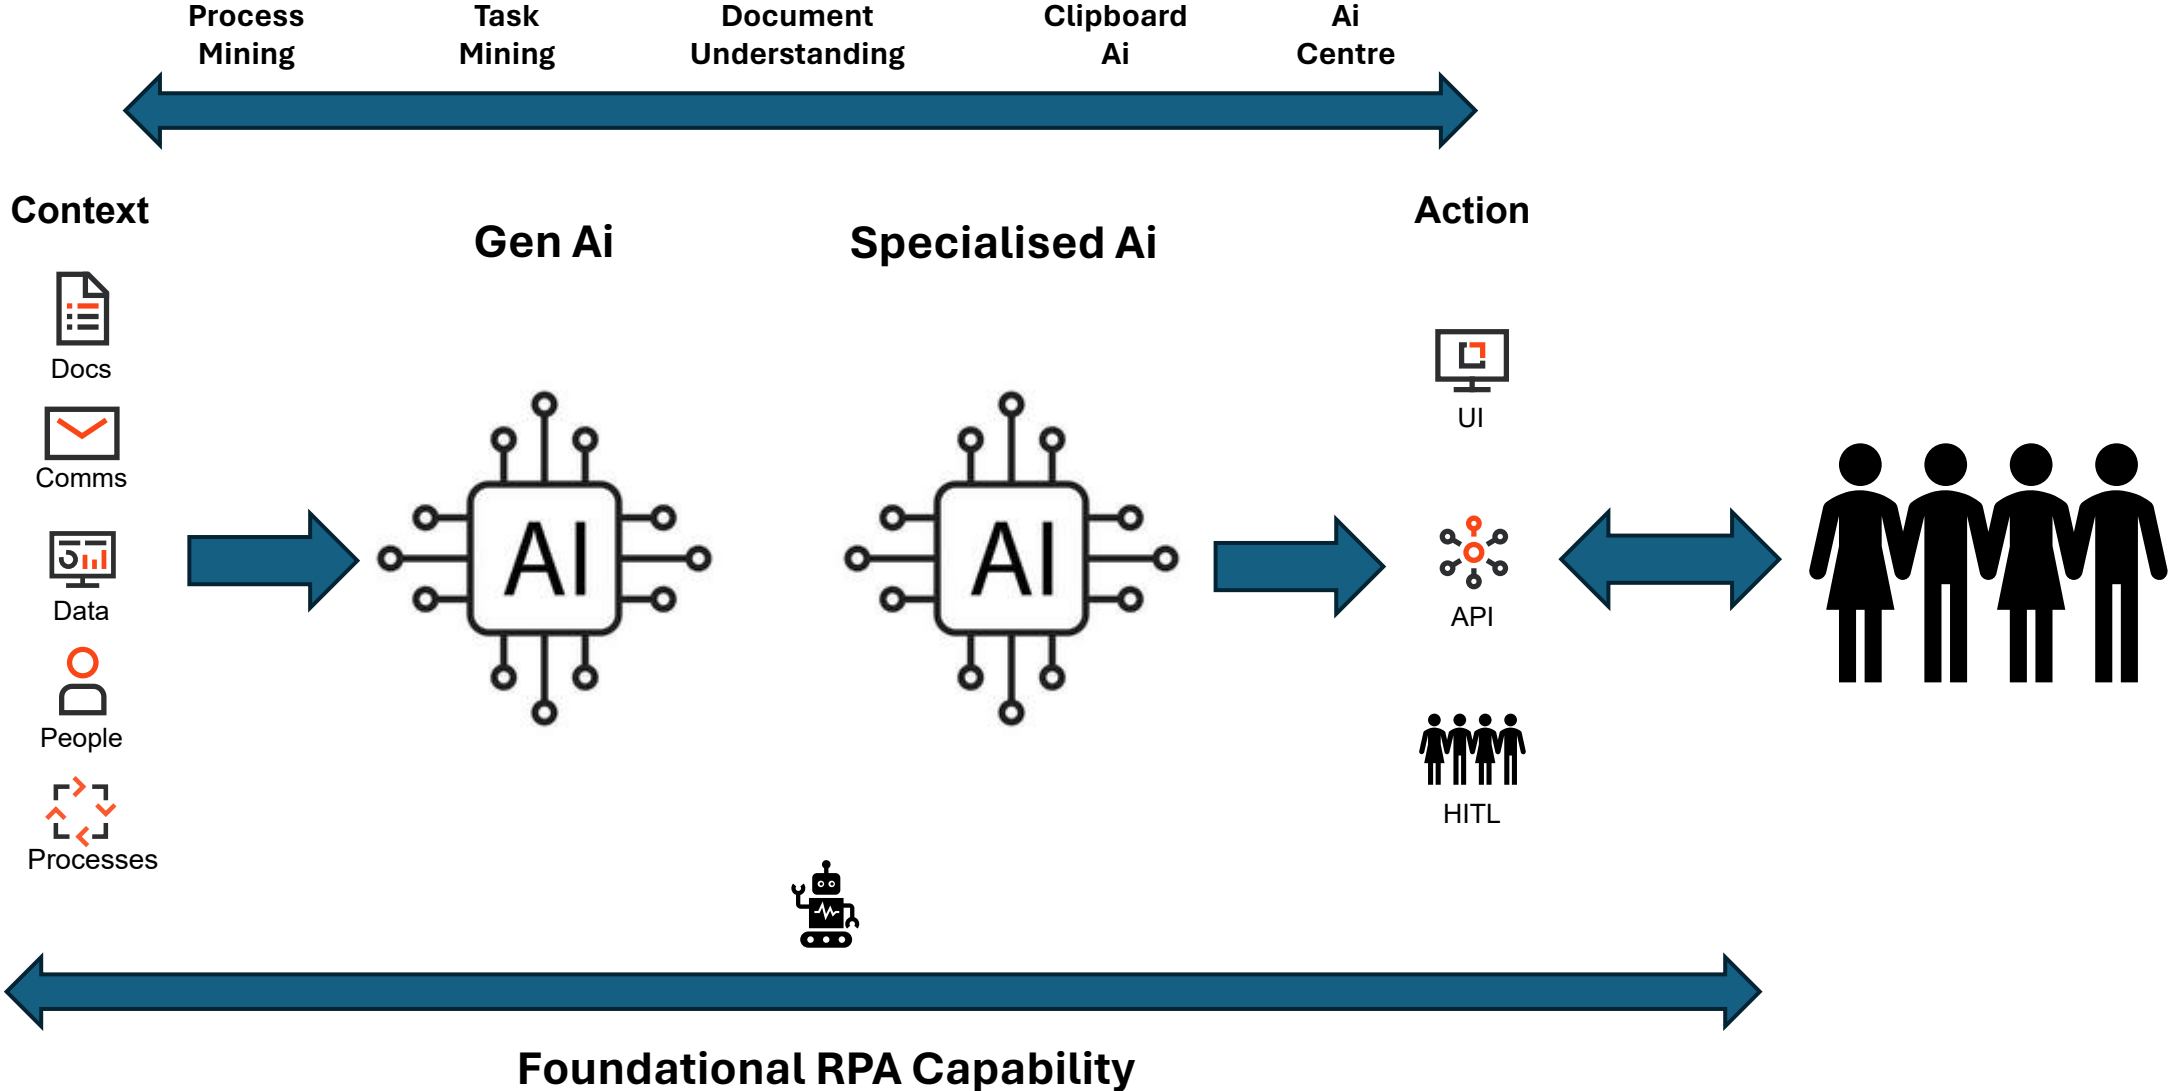 Process
Mining
Task
Mining
Document
Understanding
Clipboard
Ai
Ai
Centre
Context
Action
Gen Ai
Specialised Ai
Docs
Comms
Data
People
Processes
AI
AI
UI
API
HITL
Foundational RPA Capability